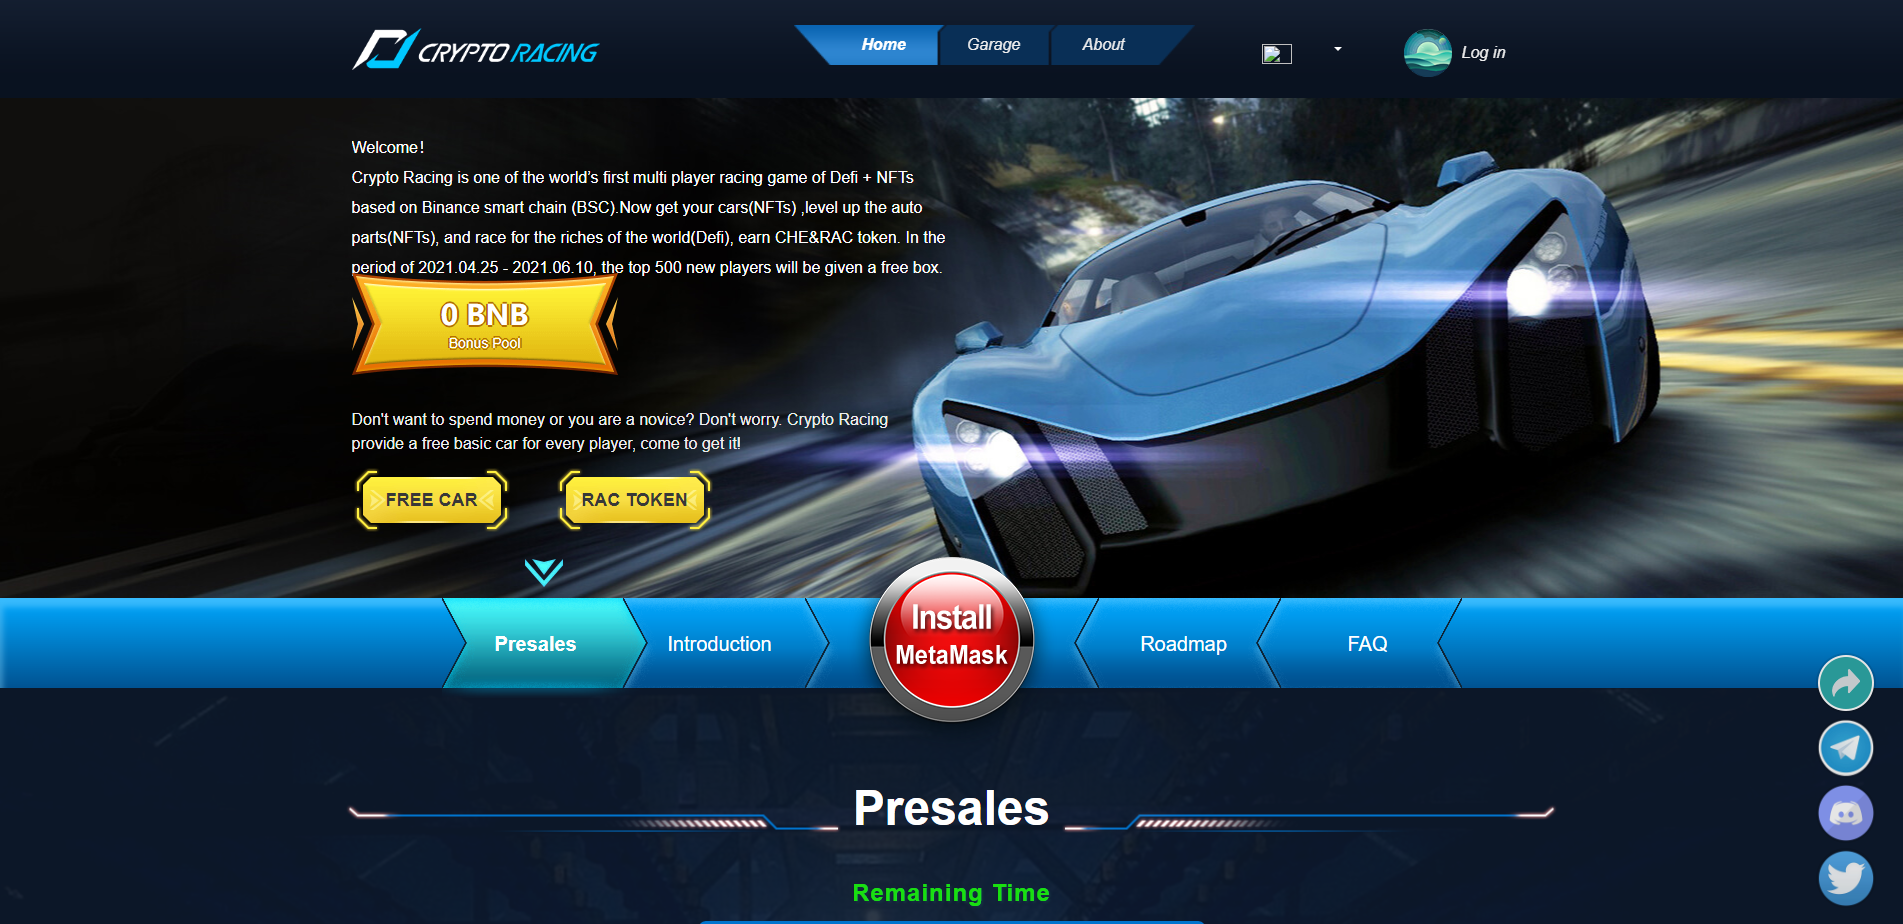 CRYPTO RACING
Home
Garage
About
Log in
Welcome!
Crypto Racing is one of the world's first multi player racing game of Defi + NFTs
based on Binance smart chain (BSC).Now get your cars(NFTs) ,level up the auto
parts(NFTs), and race for the riches of the world(Defi), earn CHE&RAC token. In the
period of 2021.04.25 - 2021.06.10, the top 500 new players will be given a free box.
0 BNB
Bonus Pool
Don't want to spend money or you are a novice? Don't worry. Crypto Racing
provide a free basic car for every player, come to get it!
FREE CAR
RAC TOKEN
Presales
Introduction
Install
MetaMask
Roadmap
FAQ
Presales
Remaining Time